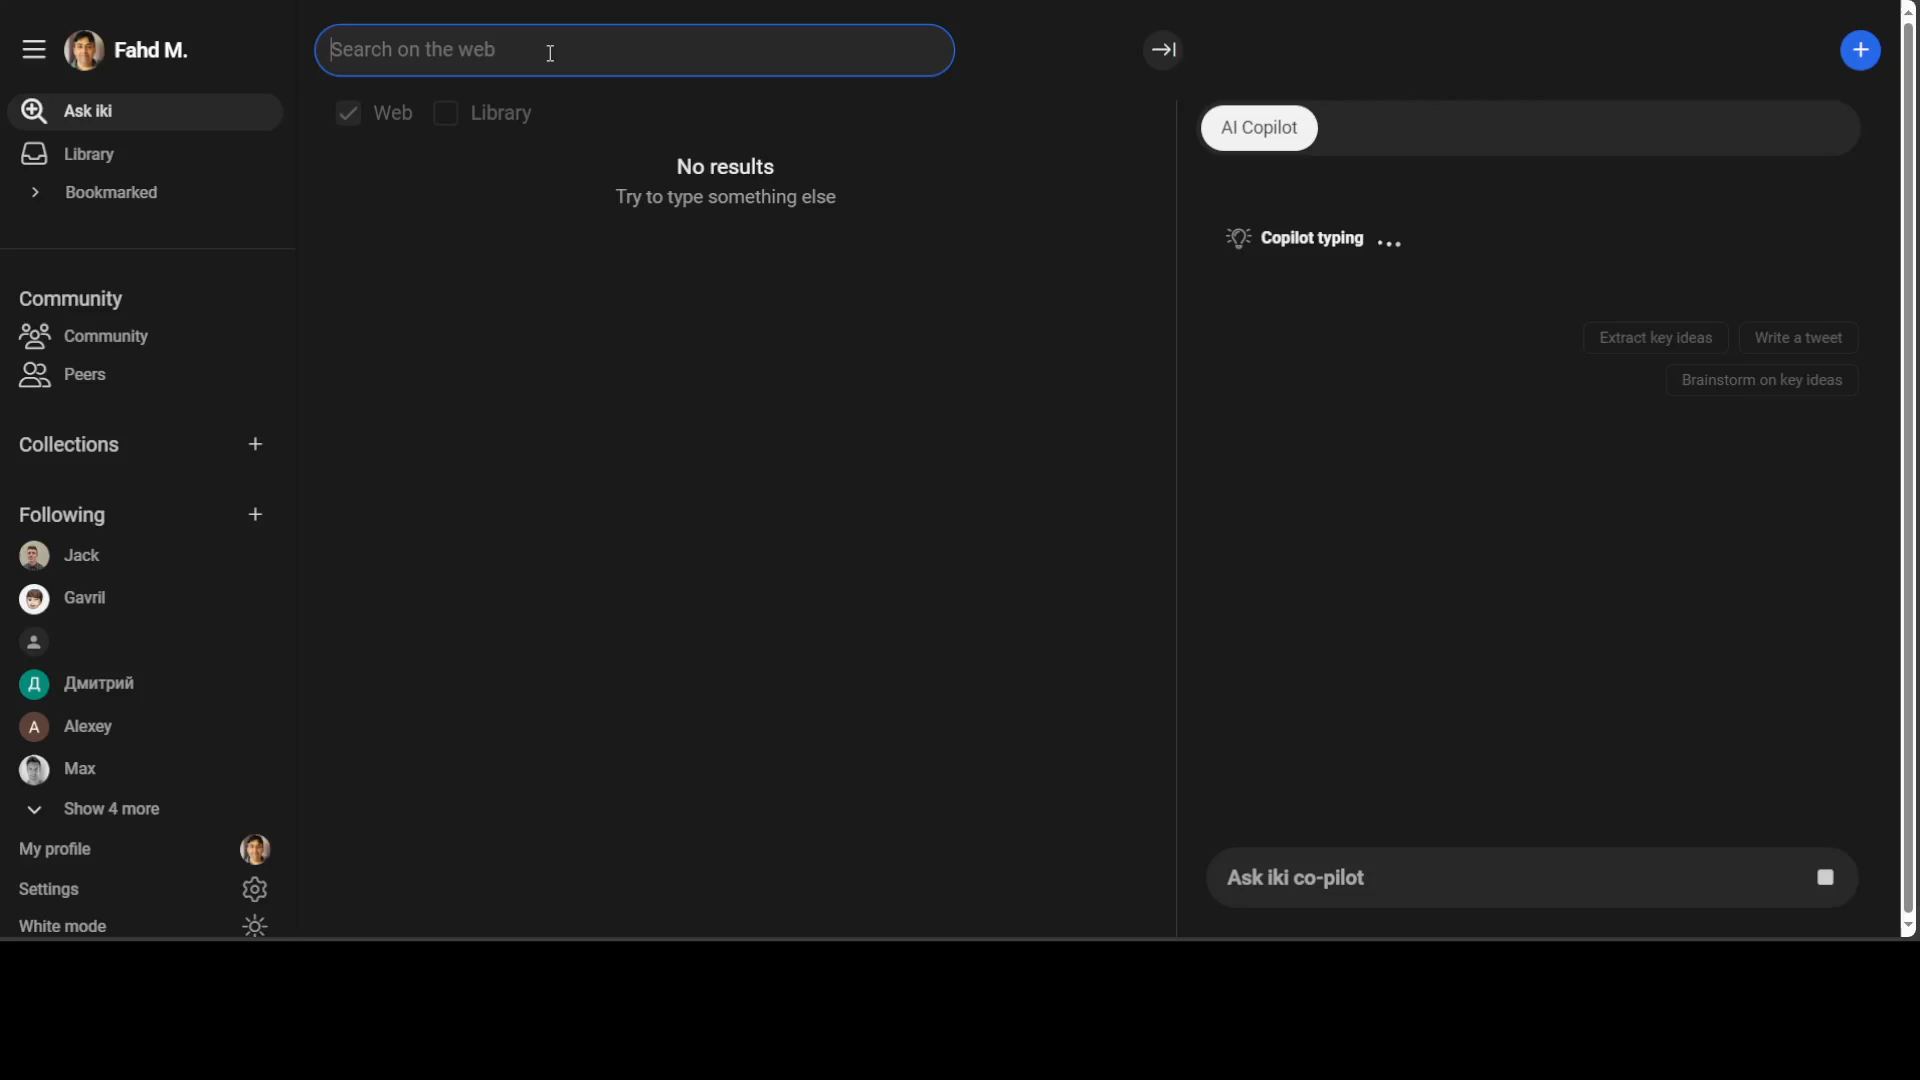 Fahd M.
Ask iki
Library
Bookmarked
Community
Community
Peers
Collections
Following
Jack
Gavril
Д Дмитрий
A Alexey
Max
Show 4 more
My profile
Settings
White mode
Search on the web
Web Library
No results
Try to type something else
AI Copilot
Copilot typing ...
Extract key ideas Write a tweet
Brainstorm on key ideas
Ask iki co-pilot